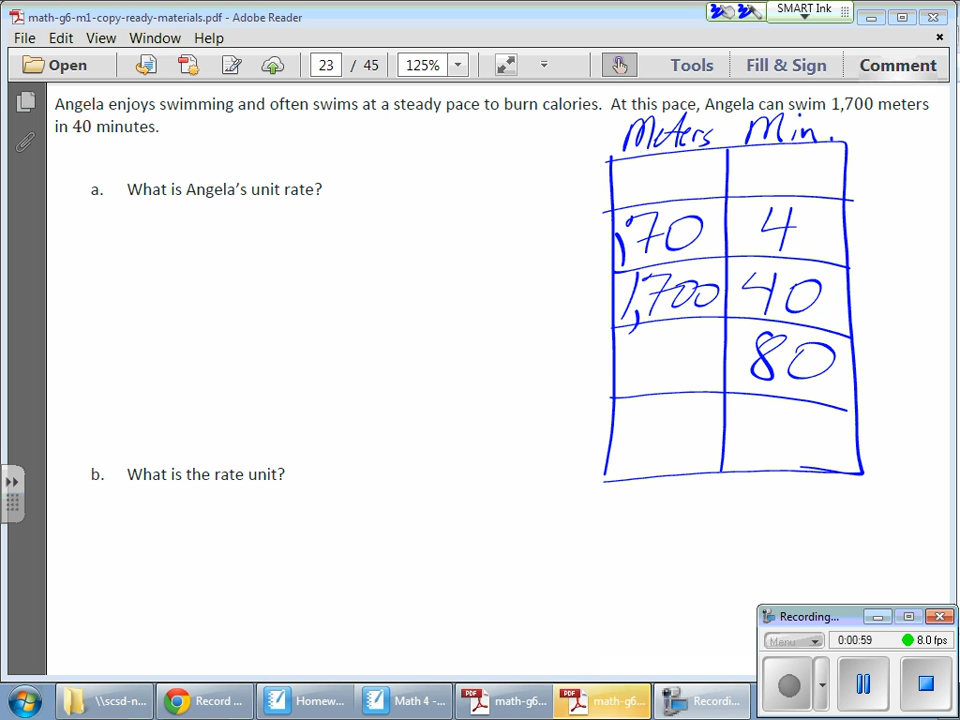 math-g6-m1-copy-ready-materials.pdf - Adobe Reader
SMART Ink
File Edit View Window Help
Open 23 / 45 125% Tools Fill & Sign Comment
Angela enjoys swimming and often swims at a steady pace to burn calories. At this pace, Angela can swim 1,700 meters
in 40 minutes.
Meters Min.
a. What is Angela's unit rate?
170 4
1,700 40
80
b. What is the rate unit?
Recording...
Menu 0:00:59 8.0 fps
\\scsd-n... Record ... Homew... Math 4 -... math-g6... math-g6... Recordi...